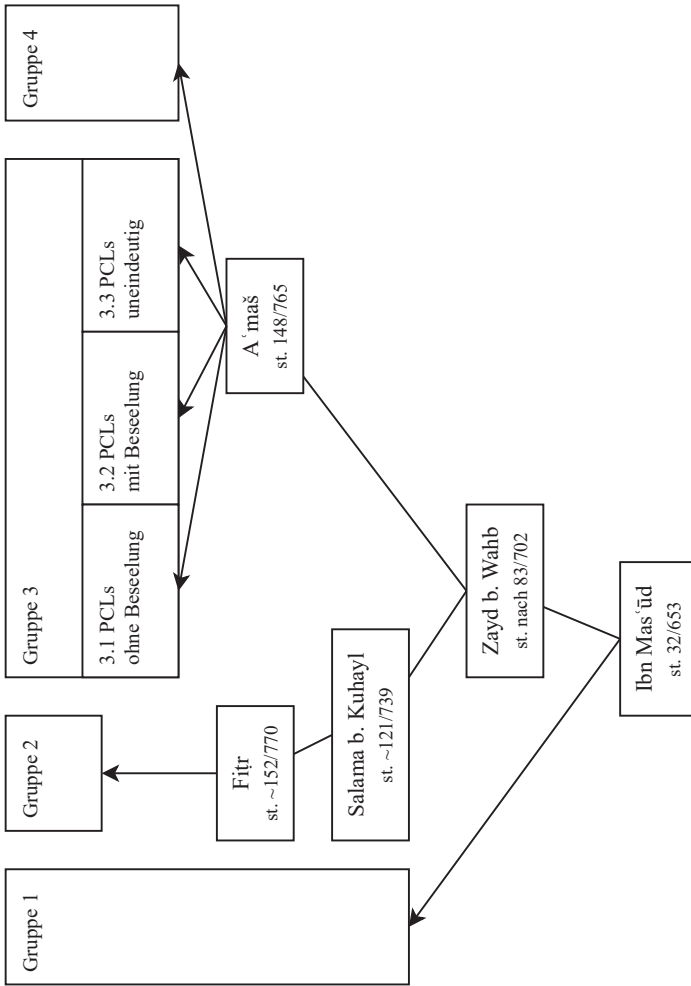 Gruppe 1
Gruppe 2
Gruppe 3
Gruppe 4
3.1 PCLs
ohne Beseelung
3.2 PCLs
mit Beseelung
3.3 PCLs
uneindeutig
Fiṭr
st. ~152/770
Aʿmaš
st. 148/765
Salama b. Kuhayl
st. ~121/739
Zayd b. Wahb
st. nach 83/702
Ibn Masʿūd
st. 32/653